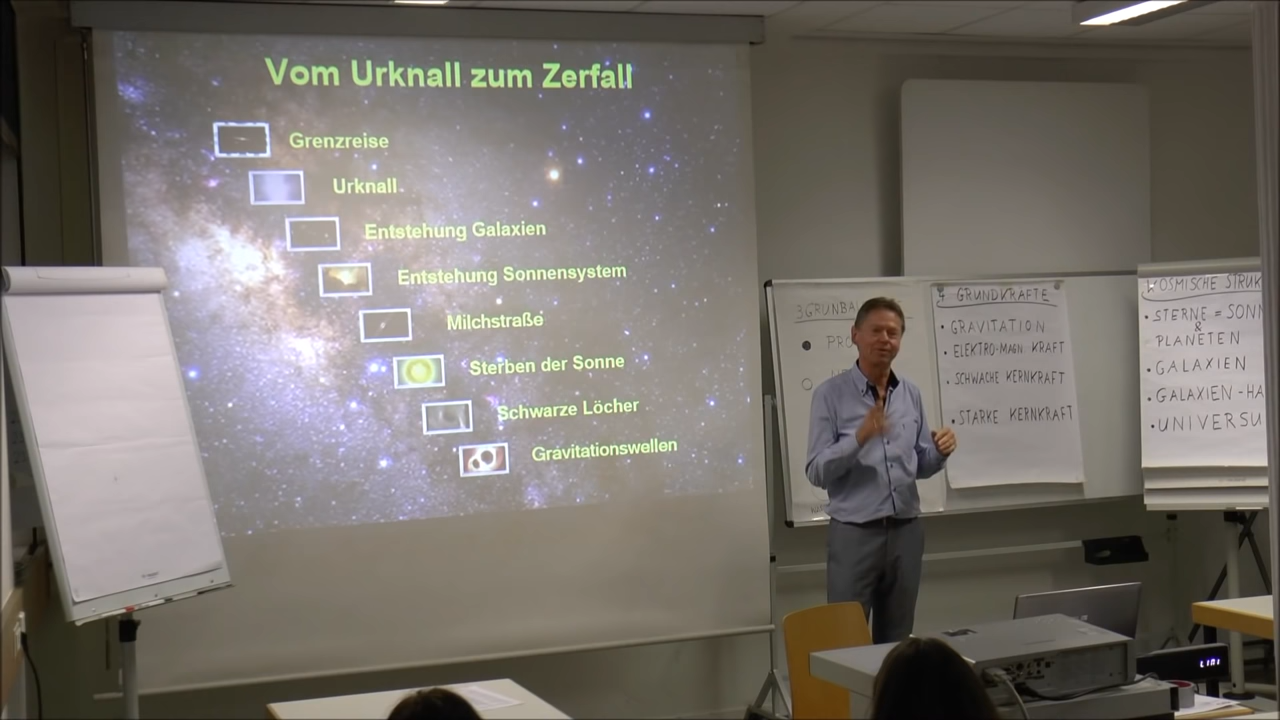 Vom Urknall zum Zerfall
Grenzreise
Urknall
Entstehung Galaxien
Entstehung Sonnensystem
Milchstraße
Sterben der Sonne
Schwarze Löcher
Gravitationswellen
4 GRUNDKRÄFTE
• GRAVITATION
• ELEKTRO-MAGN. KRAFT
• SCHWACHE KERNKRAFT
• STARKE KERNKRAFT
KOSMISCHE STRUK
• STERNE = SONN
&
PLANETEN
• GALAXIEN
• GALAXIEN-HA
• UNIVERSU